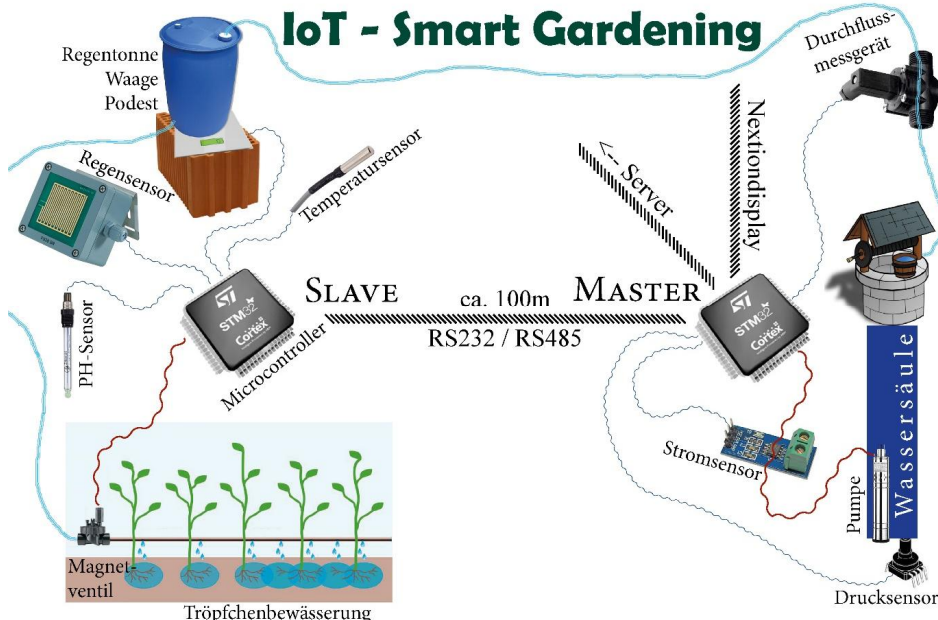 IoT - Smart Gardening
Regentonne
Waage
Podest
Durchfluss-
messgerät
Regensensor
Temperatursensor
<-- Server
Nextiondisplay
PH-Sensor
STM32
Cortex
Microcontroller
SLAVE
ca. 100m
RS232 / RS485
MASTER
STM32
Cortex
Stromsensor
Pumpe
Wassersäule
Magnet-
ventil
Tröpfchenbewässerung
Drucksensor